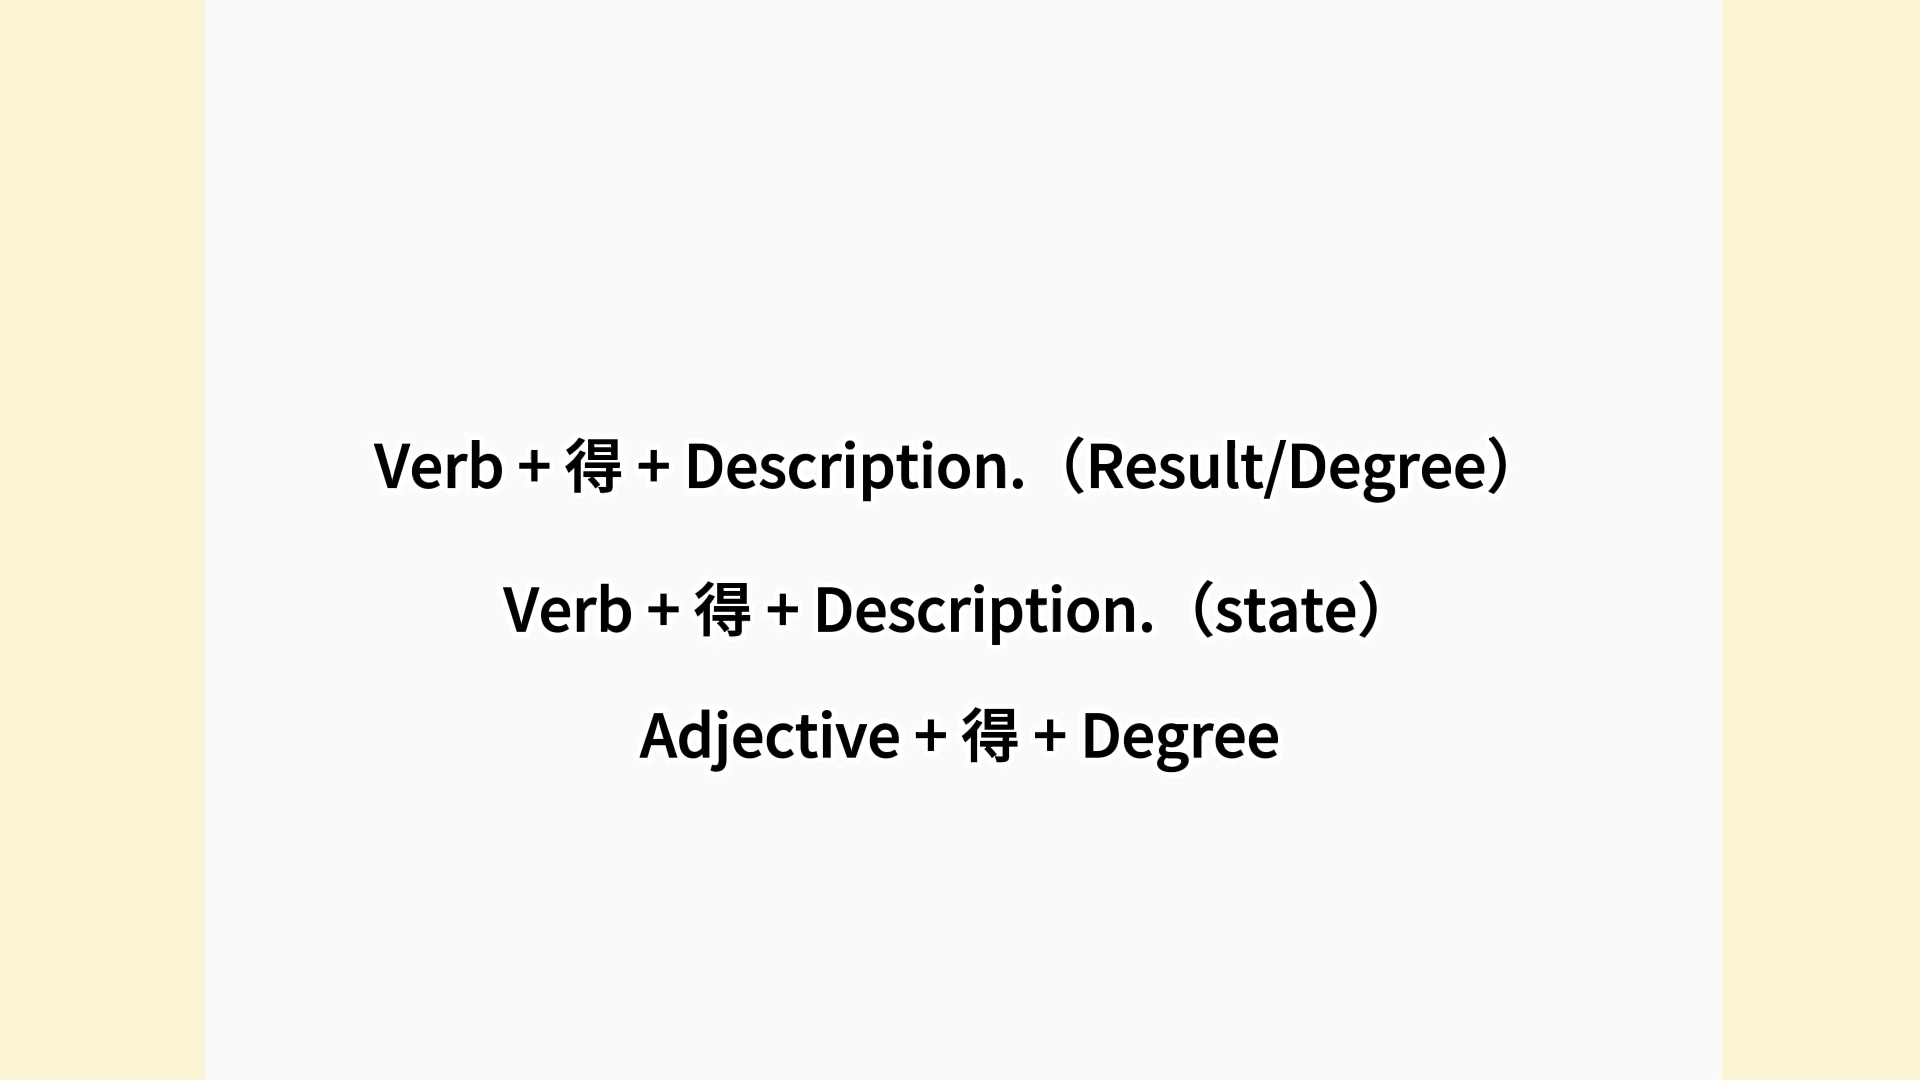 Verb + 得 + Description.（Result/Degree）
Verb + 得 + Description.（state）
Adjective + 得 + Degree